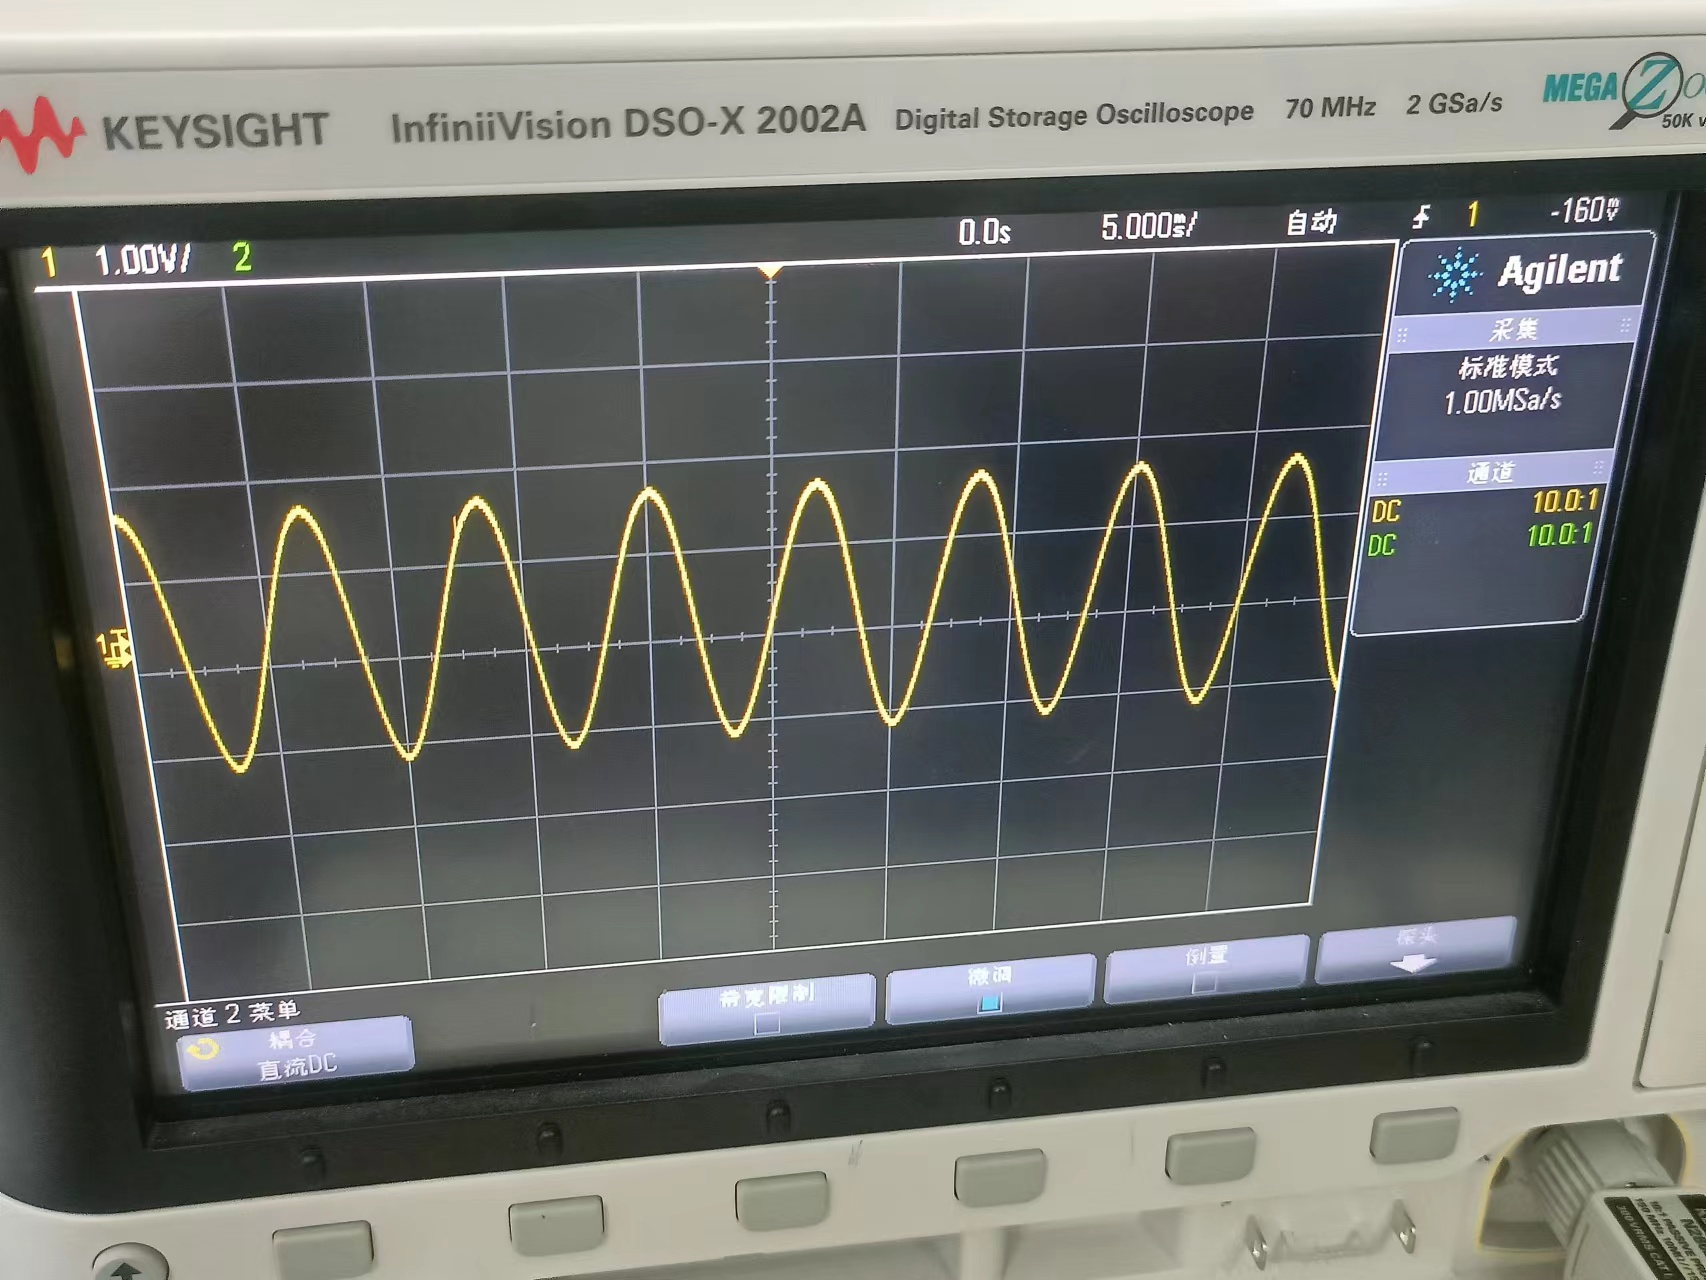 KEYSIGHT InfiniiVision DSO-X 2002A Digital Storage Oscilloscope 70 MHz 2 GSa/s MEGA
50K
1 1.00V/ 2 0.0s 5.000ms/ 自动 1 -160mV
Agilent
采集
标准模式
1.00MSa/s
通道
DC 10.0:1
DC 10.0:1
1
通道 2 菜单
耦合
直流DC
带宽限制
微调
倒置
探头